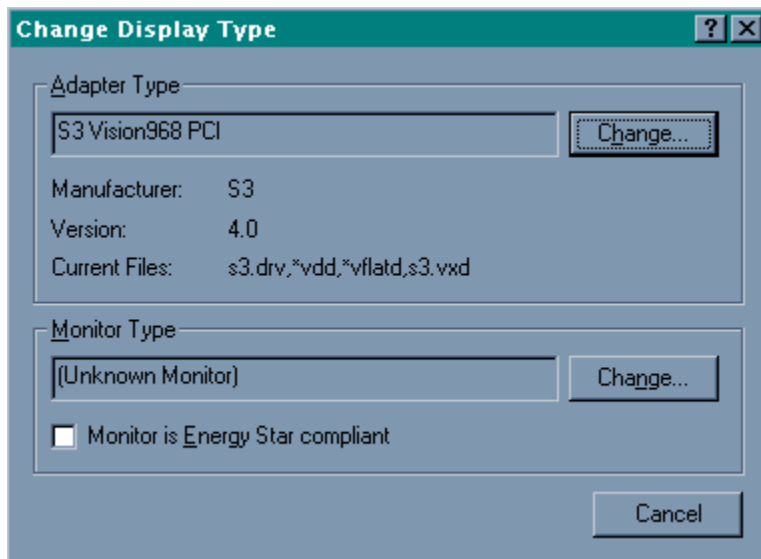 Change Display Type
Adapter Type
S3 Vision968 PCI
Change...
Manufacturer: S3
Version: 4.0
Current Files: s3.drv,*vdd,*vflatd,s3.vxd
Monitor Type
(Unknown Monitor)
Change...
Monitor is Energy Star compliant
Cancel